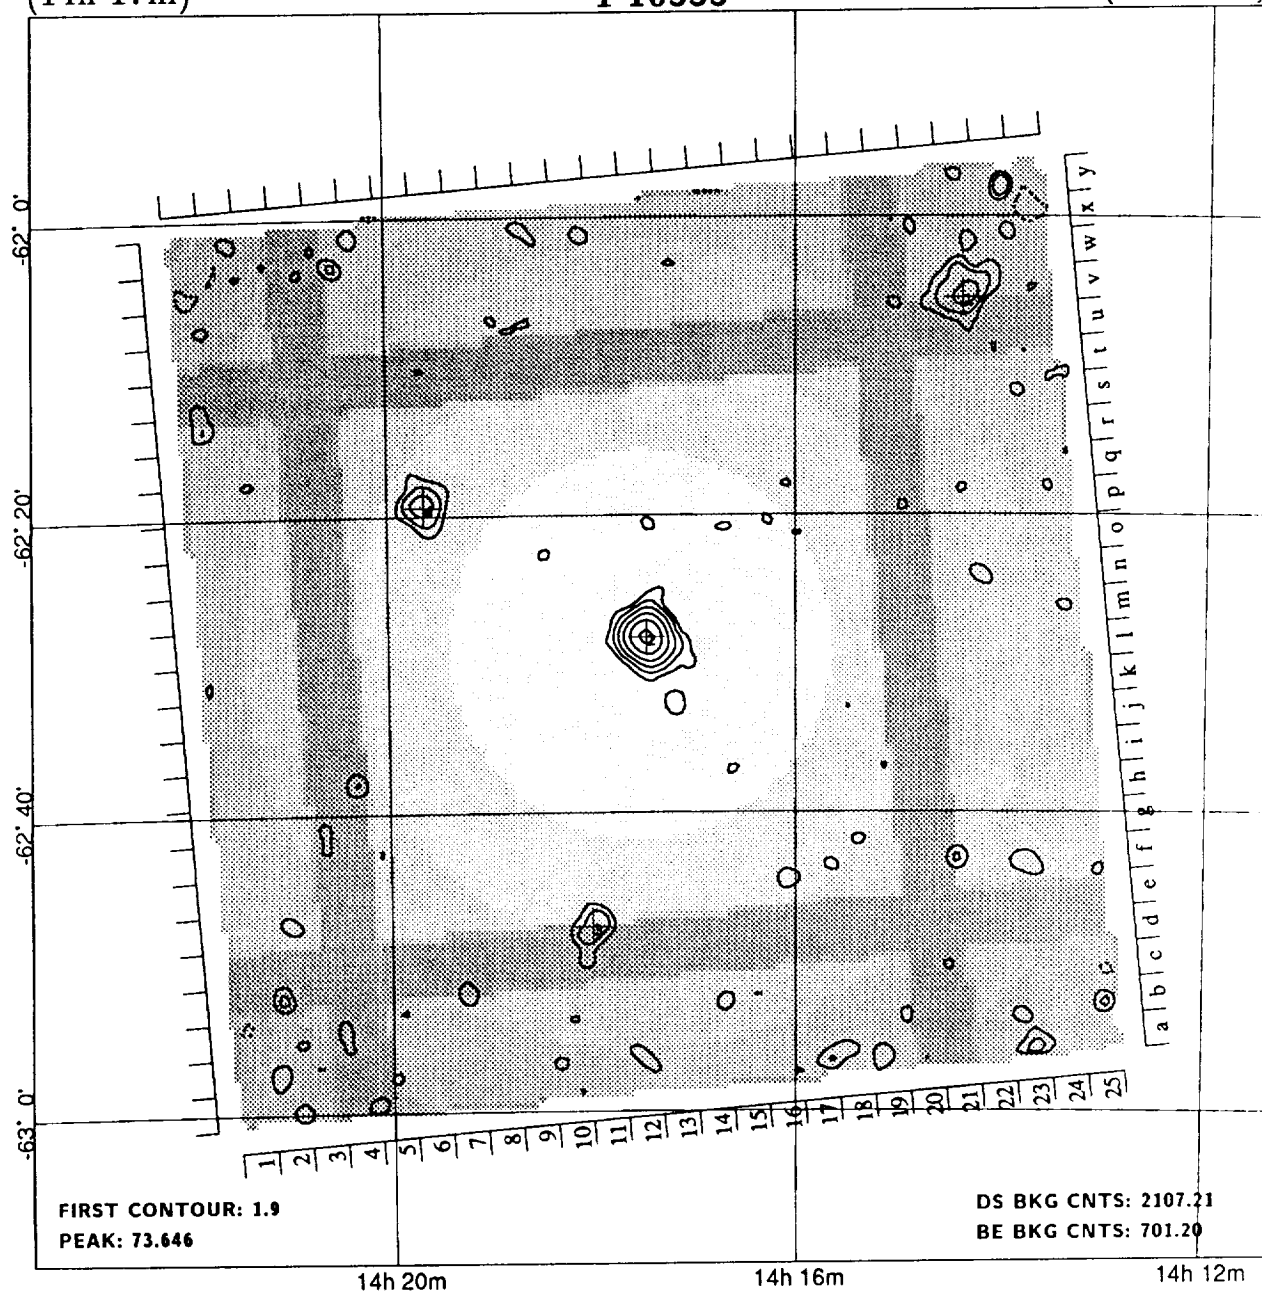 -62° 0'
-62° 20'
-62° 40'
-63° 0'
y
x
w
v
u
t
s
r
q
p
o
n
m
l
k
j
i
h
g
f
e
d
c
b
a
1 2 3 4 5 6 7 8 9 10 11 12 13 14 15 16 17 18 19 20 21 22 23 24 25
FIRST CONTOUR: 1.9
PEAK: 73.646
DS BKG CNTS: 2107.21
BE BKG CNTS: 701.20
14h 20m 14h 16m 14h 12m